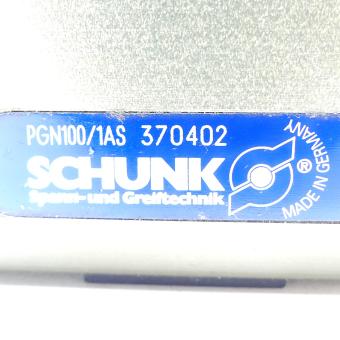 PGN100/1AS 370402
SCHUNK ®
Spann- und Greiftechnik
MADE IN GERMANY